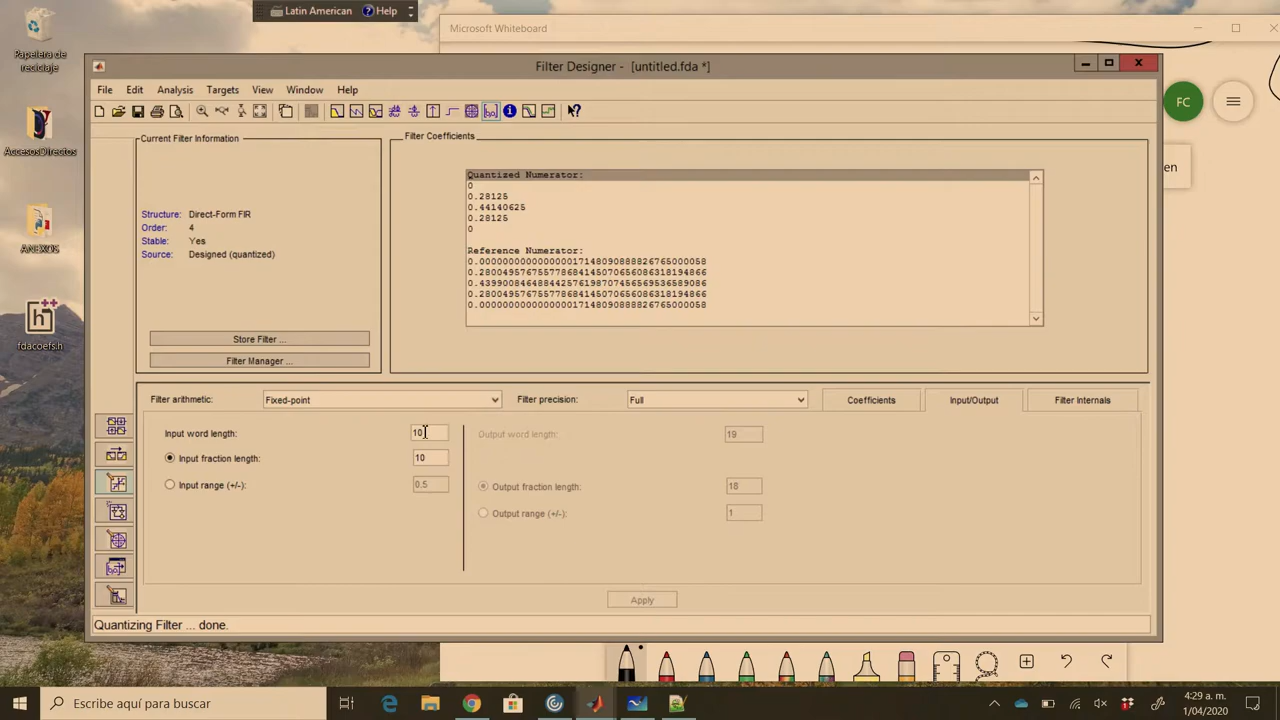 Latin American
Help
Microsoft Whiteboard
Papelera de
reciclaje
AccesosDirectos
ANEXOS
fdacoefs.h
Filter Designer - [untitled.fda *]
File Edit Analysis Targets View Window Help
FC
en
Current Filter Information
Structure: Direct-Form FIR
Order: 4
Stable: Yes
Source: Designed (quantized)
Store Filter ...
Filter Manager ...
Filter Coefficients
Quantized Numerator:
0
0.28125
0.44140625
0.28125
0
Reference Numerator:
0.000000000000000017148090888826765000058
0.28004957675577868414507065608631819486​6
0.43990084648844257619870745656953658908​6
0.28004957675577868414507065608631819486​6
0.000000000000000017148090888826765000058
Filter arithmetic: Fixed-point
Filter precision: Full
Coefficients Input/Output Filter Internals
Input word length: 10
Input fraction length: 10
Input range (+/-): 0.5
Output word length: 19
Output fraction length: 18
Output range (+/-): 1
Apply
Quantizing Filter ... done.
Escribe aquí para buscar
4:29 a. m.
1/04/2020